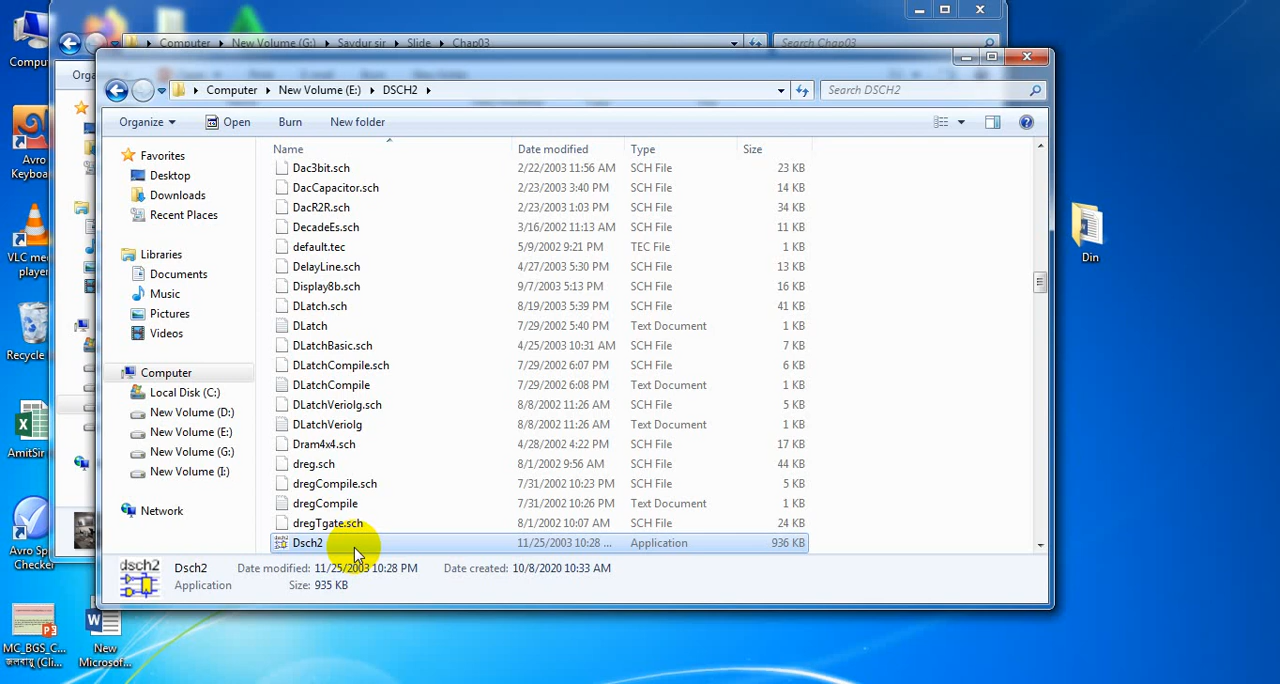 Compu
Computer
New Volume (G:)
Saydur sir
Slide
Chap03
Search Chap03
Orga
Computer
New Volume (E:)
DSCH2
Search DSCH2
Organize
Open
Burn
New folder
Name
Date modified
Type
Size
Favorites
Desktop
Downloads
Recent Places
Libraries
Documents
Music
Pictures
Videos
Computer
Local Disk (C:)
New Volume (D:)
New Volume (E:)
New Volume (G:)
New Volume (I:)
Network
Dac3bit.sch 2/22/2003 11:56 AM SCH File 23 KB
DacCapacitor.sch 2/23/2003 3:40 PM SCH File 14 KB
DacR2R.sch 2/23/2003 1:03 PM SCH File 34 KB
DecadeEs.sch 3/16/2002 11:13 AM SCH File 11 KB
default.tec 5/9/2002 9:21 PM TEC File 1 KB
DelayLine.sch 4/27/2003 5:30 PM SCH File 13 KB
Display8b.sch 9/7/2003 5:13 PM SCH File 16 KB
DLatch.sch 8/19/2003 5:39 PM SCH File 41 KB
DLatch 7/29/2002 5:40 PM Text Document 1 KB
DLatchBasic.sch 4/25/2003 10:31 AM SCH File 7 KB
DLatchCompile.sch 7/29/2002 6:07 PM SCH File 6 KB
DLatchCompile 7/29/2002 6:08 PM Text Document 1 KB
DLatchVeriolg.sch 8/8/2002 11:26 AM SCH File 5 KB
DLatchVeriolg 8/8/2002 11:26 AM Text Document 1 KB
Dram4x4.sch 4/28/2002 4:22 PM SCH File 17 KB
dreg.sch 8/1/2002 9:56 AM SCH File 44 KB
dregCompile.sch 7/31/2002 10:23 PM SCH File 5 KB
dregCompile 7/31/2002 10:26 PM Text Document 1 KB
dregTgate.sch 8/1/2002 10:07 AM SCH File 24 KB
Dsch2 11/25/2003 10:28 ... Application 936 KB
dsch2
Dsch2 Date modified: 11/25/2003 10:28 PM Date created: 10/8/2020 10:33 AM
Application Size: 935 KB
Avro
Keyboa
VLC me
player
Recycle
AmitSir
Avro Sp
Checker
MC_BGS_C...
জলবায়ু (Cli...
New
Microsof...
Din